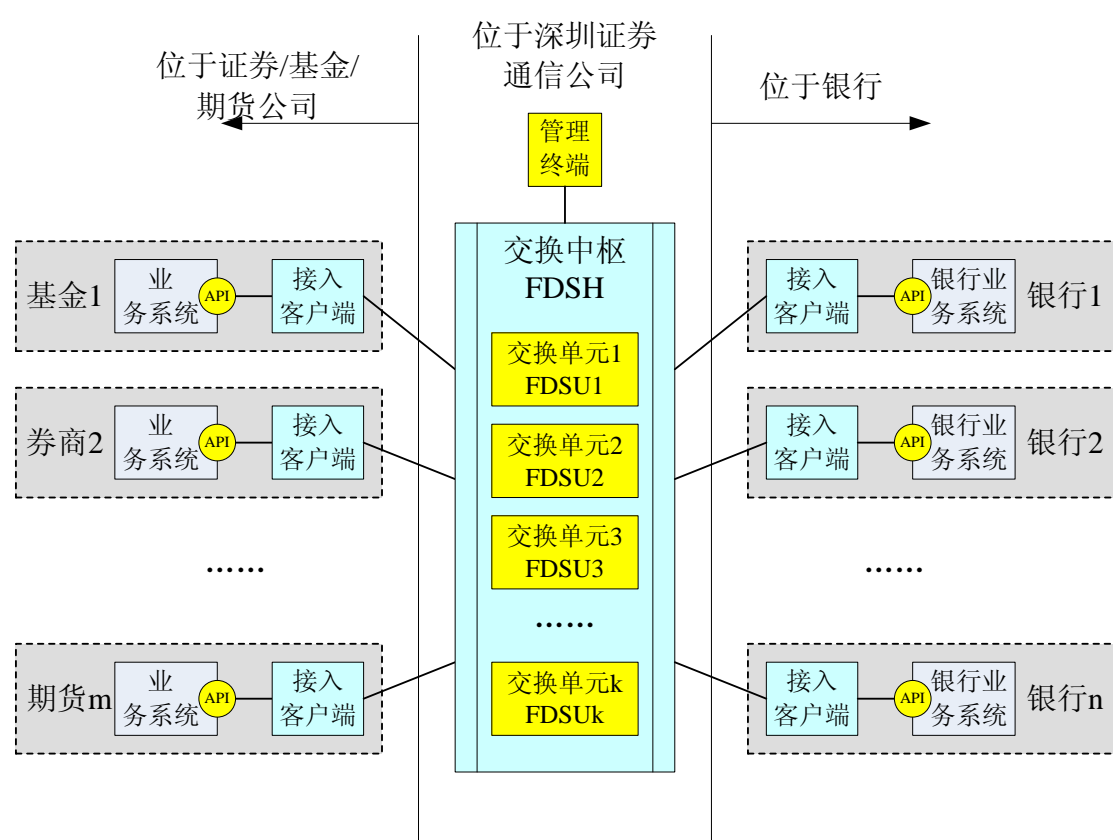 位于证券/基金/
期货公司
位于深圳证券
通信公司
位于银行
管理
终端
交换中枢
FDSH
基金1
业
务系统
API
接入
客户端
交换单元1
FDSU1
接入
客户端
API
银行业
务系统
银行1
券商2
业
务系统
API
接入
客户端
交换单元2
FDSU2
接入
客户端
API
银行业
务系统
银行2
……
交换单元3
FDSU3
……
……
期货m
业
务系统
API
接入
客户端
交换单元k
FDSUk
接入
客户端
API
银行业
务系统
银行n